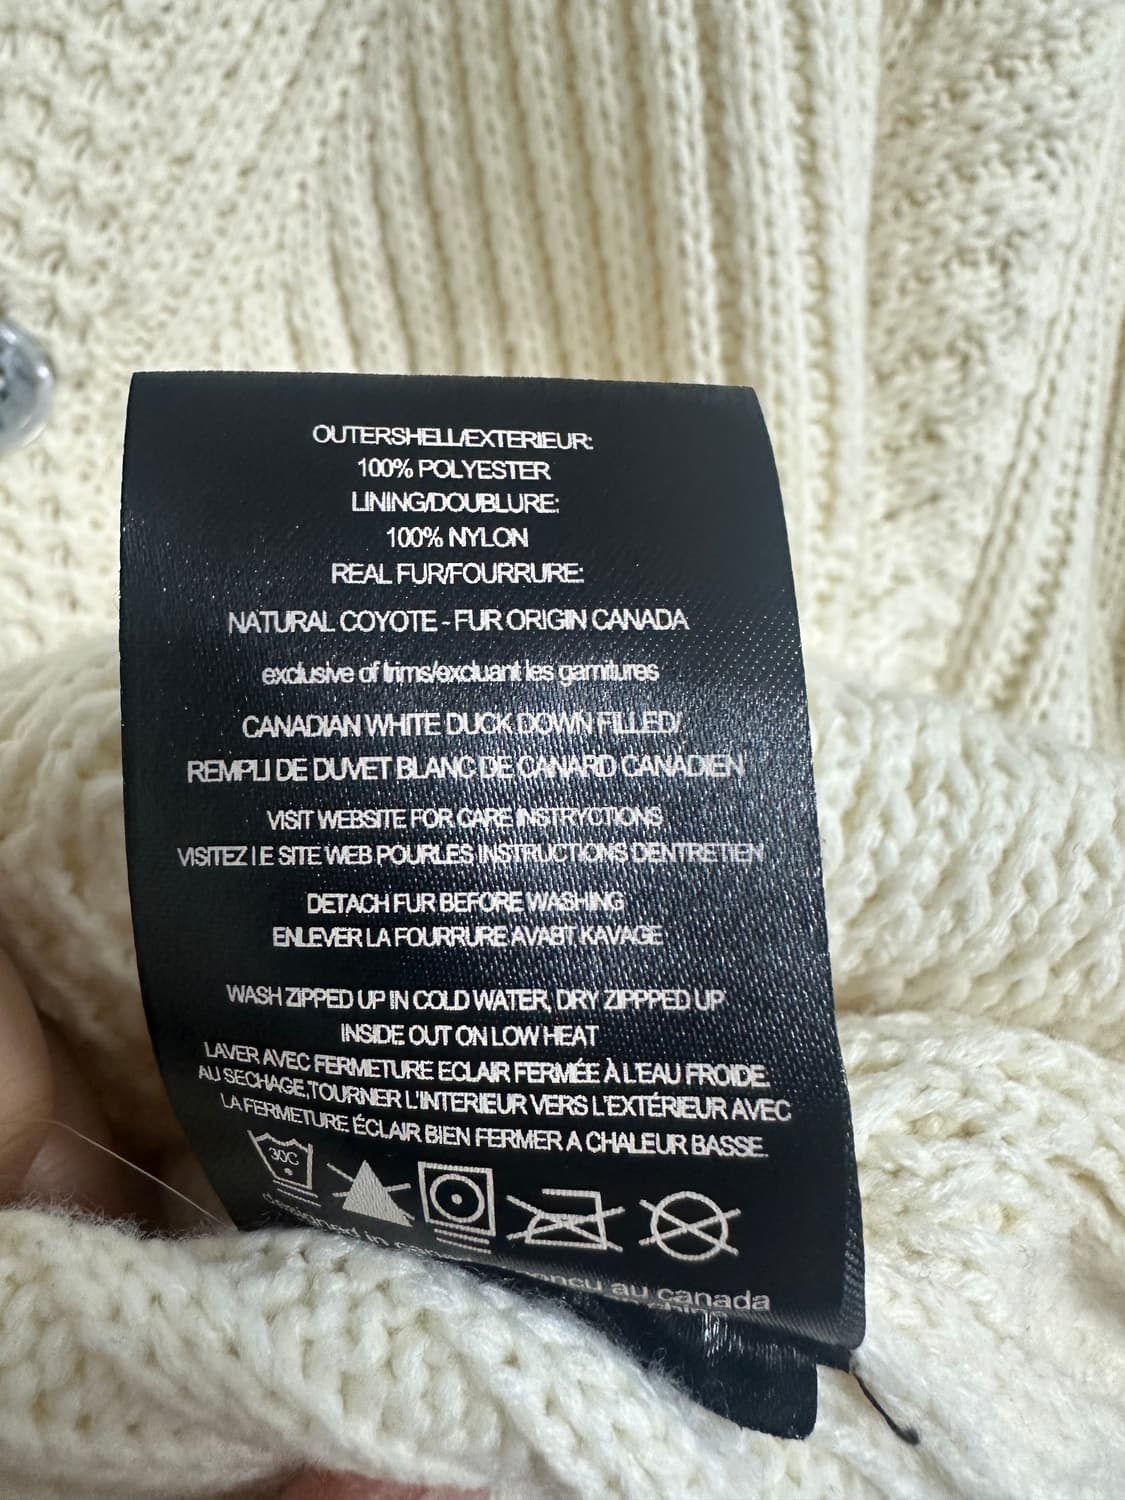 OUTERSHELL/EXTERIEUR:
100% POLYESTER
LINING/DOUBLURE:
100% NYLON
REAL FUR/FOURRURE:
NATURAL COYOTE - FUR ORIGIN CANADA
exclusive of trims/excluant les garnitures
CANADIAN WHITE DUCK DOWN FILLED/
REMPLI DE DUVET BLANC DE CANARD CANADIEN
VISIT WEBSITE FOR CARE INSTRYCTIONS
VISITEZ IE SITE WEB POURLES INSTRUCTIONS DENTRETIEN
DETACH FUR BEFORE WASHING
ENLEVER LA FOURRURE AVABT KAVAGE
WASH ZIPPED UP IN COLD WATER, DRY ZIPPPED UP
INSIDE OUT ON LOW HEAT
LAVER AVEC FERMETURE ECLAIR FERMÉE À L'EAU FROIDE.
AU SECHAGE,TOURNER L'INTERIEUR VERS L'EXTÉRIEUR AVEC
LA FERMETURE ÉCLAIR BIEN FERMER A CHALEUR BASSE.
30C
designed in au canada